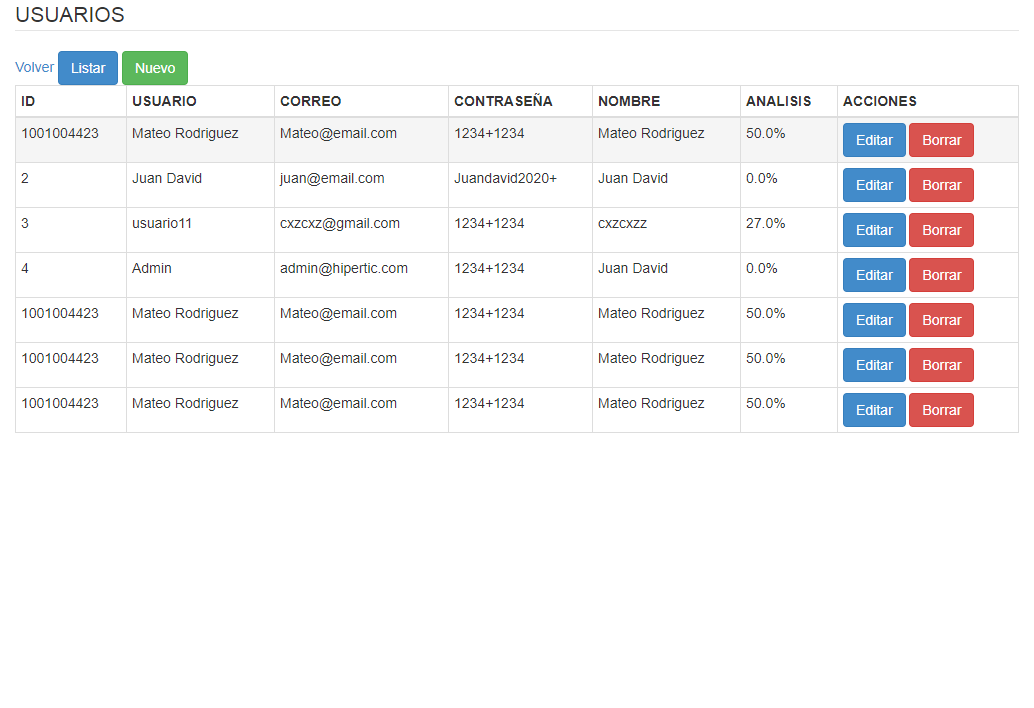 USUARIOS
Volver Listar Nuevo
ID USUARIO CORREO CONTRASEÑA NOMBRE ANALISIS ACCIONES
1001004423 Mateo Rodriguez Mateo@email.com 1234+1234 Mateo Rodriguez 50.0% Editar Borrar
2 Juan David juan@email.com Juandavid2020+ Juan David 0.0% Editar Borrar
3 usuario11 cxzcxz@gmail.com 1234+1234 cxzcxzz 27.0% Editar Borrar
4 Admin admin@hipertic.com 1234+1234 Juan David 0.0% Editar Borrar
1001004423 Mateo Rodriguez Mateo@email.com 1234+1234 Mateo Rodriguez 50.0% Editar Borrar
1001004423 Mateo Rodriguez Mateo@email.com 1234+1234 Mateo Rodriguez 50.0% Editar Borrar
1001004423 Mateo Rodriguez Mateo@email.com 1234+1234 Mateo Rodriguez 50.0% Editar Borrar